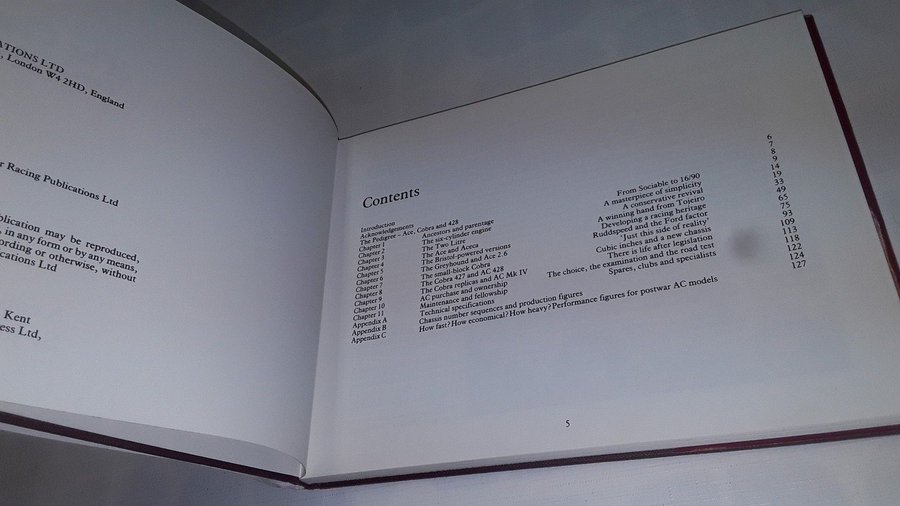 ATIONS LTD
London W4 2HD, England
r Racing Publications Ltd
lication may be reproduced,
, in any form or by any means,
ording or otherwise, without
ications Ltd
Kent
ess Ltd,
Contents
Introduction 6
Acknowledgements 7
The Pedigree – Ace, Cobra and 428 8
Chapter 1 Ancestors and parentage From Sociable to 16/90 9
Chapter 2 The six-cylinder engine A masterpiece of simplicity 14
Chapter 3 The Two Litre A conservative revival 19
Chapter 4 The Ace and Aceca A winning hand from Tojeiro 33
Chapter 5 The Bristol-powered versions Developing a racing heritage 49
Chapter 6 The Greyhound and Ace 2.6 Ruddspeed and the Ford factor 65
Chapter 7 The small-block Cobra 'Just this side of reality' 75
Chapter 8 The Cobra 427 and AC 428 Cubic inches and a new chassis 93
Chapter 9 The Cobra replicas and AC Mk IV There is life after legislation 109
Chapter 10 AC purchase and ownership The choice, the examination and the road test 113
Chapter 11 Maintenance and fellowship Spares, clubs and specialists 118
Appendix A Technical specifications 122
Appendix B Chassis number sequences and production figures 124
Appendix C How fast? How economical? How heavy? Performance figures for postwar AC models 127
5